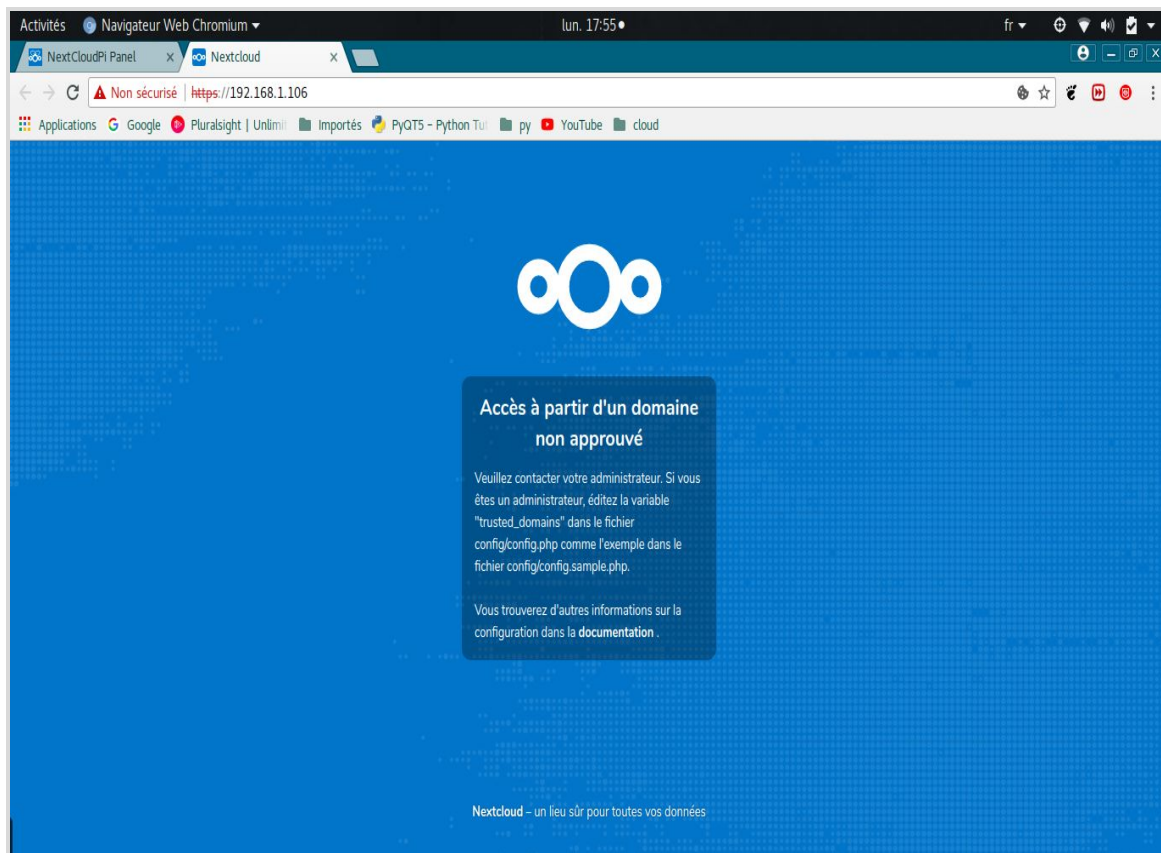 Activités Navigateur Web Chromium lun. 17:55 fr
NextCloudPi Panel Nextcloud
Non sécurisé https://192.168.1.106
Applications Google Pluralsight | Unlimi Importés PyQT5 - Python Tu py YouTube cloud
Accès à partir d'un domaine
non approuvé
Veuillez contacter votre administrateur. Si vous
êtes un administrateur, éditez la variable
"trusted_domains" dans le fichier
config/config.php comme l'exemple dans le
fichier config/config.sample.php.
Vous trouverez d'autres informations sur la
configuration dans la documentation .
Nextcloud – un lieu sûr pour toutes vos données